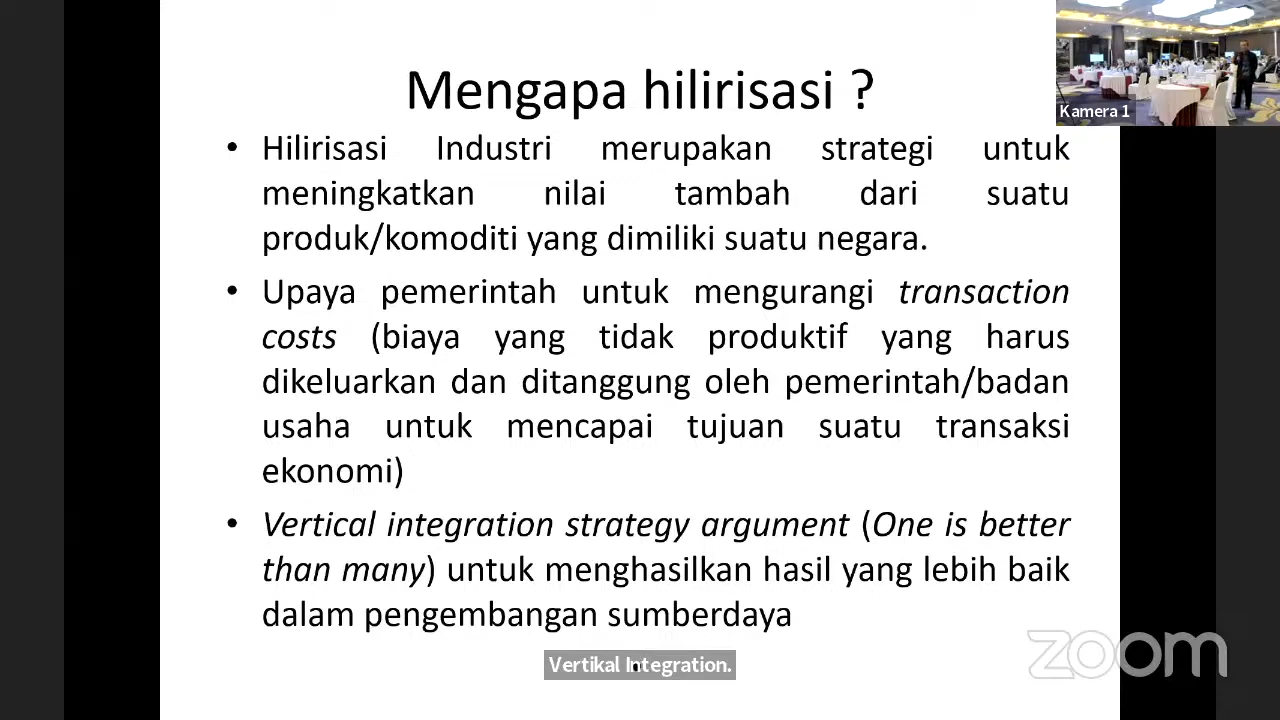 Mengapa hilirisasi ?
Kamera 1
• Hilirisasi Industri merupakan strategi untuk
meningkatkan nilai tambah dari suatu
produk/komoditi yang dimiliki suatu negara.
• Upaya pemerintah untuk mengurangi transaction
costs (biaya yang tidak produktif yang harus
dikeluarkan dan ditanggung oleh pemerintah/badan
usaha untuk mencapai tujuan suatu transaksi
ekonomi)
• Vertical integration strategy argument (One is better
than many) untuk menghasilkan hasil yang lebih baik
dalam pengembangan sumberdaya
zoom
Vertikal Integration.